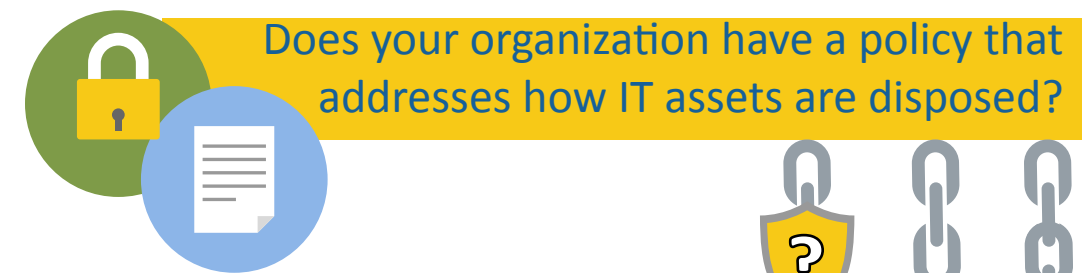 Does your organization have a policy that
addresses how IT assets are disposed?
?